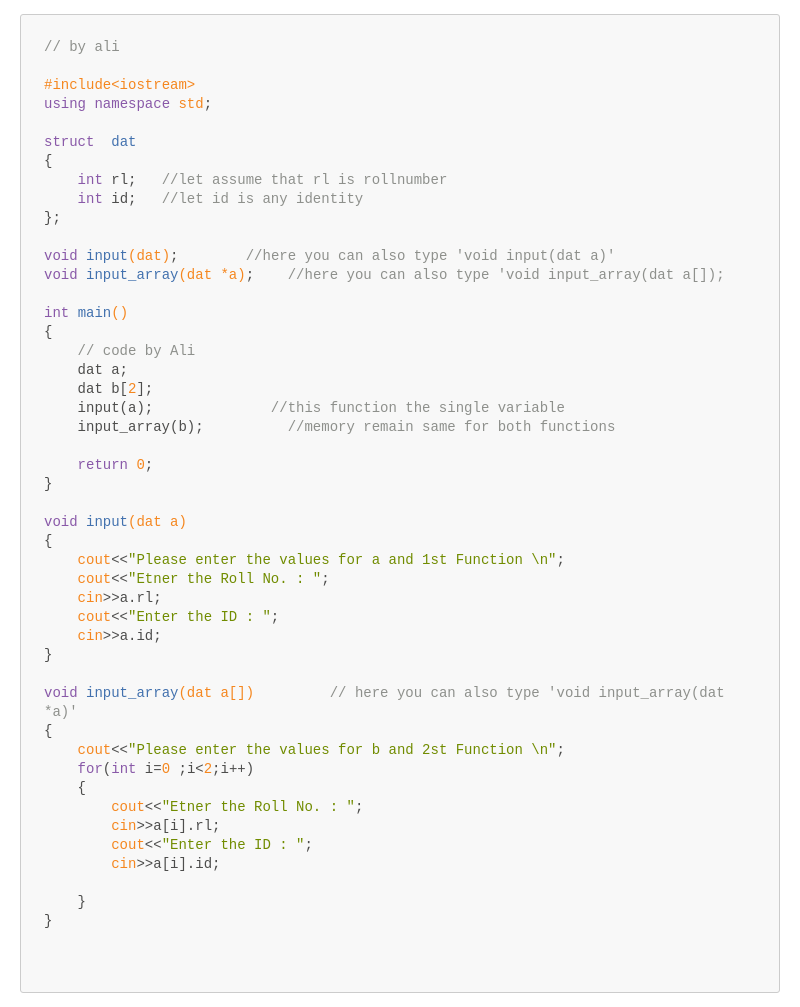 // by ali
#include<iostream>
using namespace std;
struct  dat
{
    int rl;   //let assume that rl is rollnumber
    int id;   //let id is any identity
};
void input(dat);        //here you can also type 'void input(dat a)'
void input_array(dat *a);    //here you can also type 'void input_array(dat a[]);
int main()
{
    // code by Ali
    dat a;
    dat b[2];
    input(a);              //this function the single variable
    input_array(b);          //memory remain same for both functions
    return 0;
}
void input(dat a)
{
    cout<<"Please enter the values for a and 1st Function \n";
    cout<<"Etner the Roll No. : ";
    cin>>a.rl;
    cout<<"Enter the ID : ";
    cin>>a.id;
}
void input_array(dat a[])         // here you can also type 'void input_array(dat
*a)'
{
    cout<<"Please enter the values for b and 2st Function \n";
    for(int i=0 ;i<2;i++)
    {
        cout<<"Etner the Roll No. : ";
        cin>>a[i].rl;
        cout<<"Enter the ID : ";
        cin>>a[i].id;
    }
}